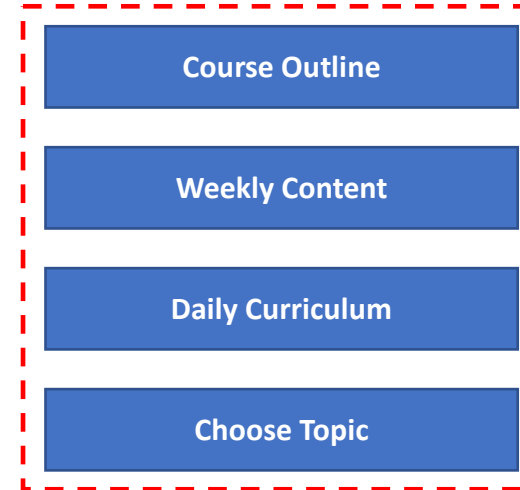 Course Outline
Weekly Content
Daily Curriculum
Choose Topic